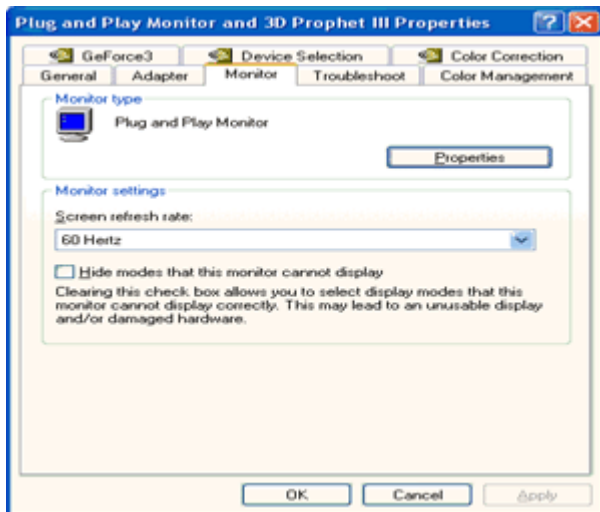 Plug and Play Monitor and 3D Prophet III Properties
GeForce3 Device Selection Color Correction
General Adapter Monitor Troubleshoot Color Management
Monitor type
Plug and Play Monitor
Properties
Monitor settings
Screen refresh rate:
60 Hertz
Hide modes that this monitor cannot display
Clearing this check box allows you to select display modes that this
monitor cannot display correctly. This may lead to an unusable display
and/or damaged hardware.
OK Cancel Apply